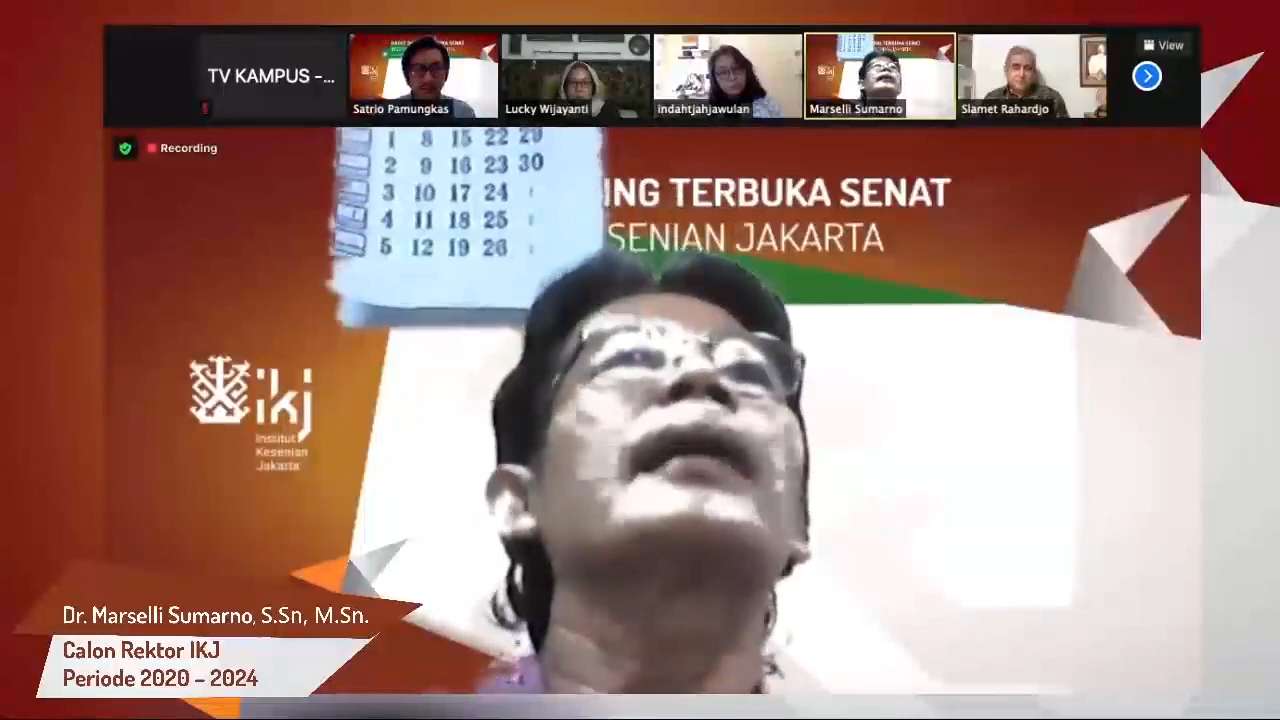 TV KAMPUS -...
Satrio Pamungkas
Lucky Wijayanti
indahtjahjawulan
Marselli Sumarno
Slamet Rahardjo
View
Recording
1 8 15 22 29
2 9 16 23 30
3 10 17 24
4 11 18 25
5 12 19 26
ING TERBUKA SENAT
SENIAN JAKARTA
ikj
Institut
Kesenian
Jakarta
Dr. Marselli Sumarno, S.Sn, M.Sn.
Calon Rektor IKJ
Periode 2020 – 2024